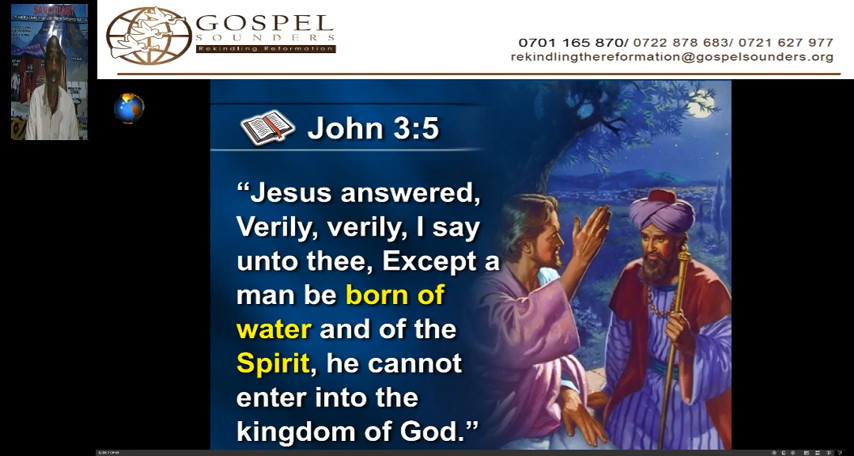 GOSPEL
SOUNDERS
Rekindling Reformation
0701 165 870/ 0722 878 683/ 0721 627 977
rekindlingthereformation@gospelsounders.org
John 3:5
“Jesus answered,
Verily, verily, I say
unto thee, Except a
man be born of
water and of the
Spirit, he cannot
enter into the
kingdom of God.”